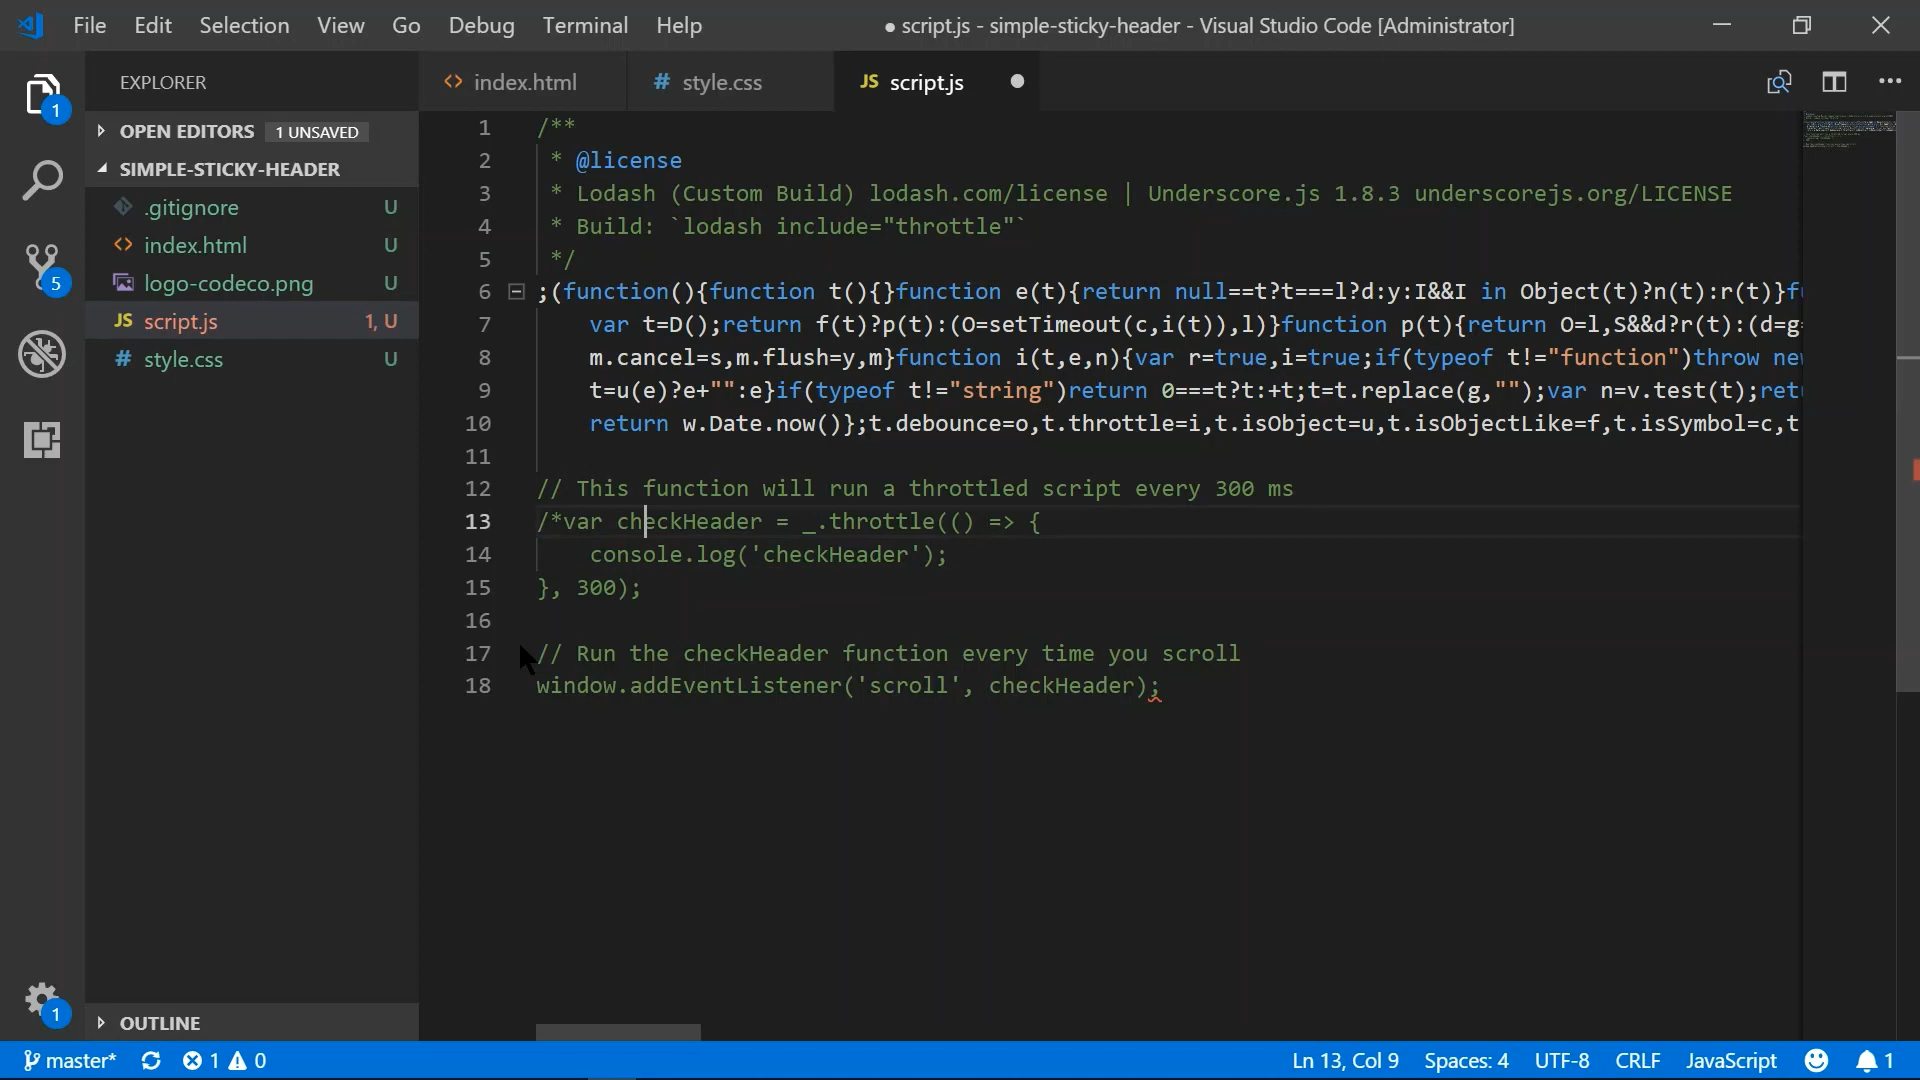 File Edit Selection View Go Debug Terminal Help
● script.js - simple-sticky-header - Visual Studio Code [Administrator]
EXPLORER
index.html
# style.css
JS script.js
1
OPEN EDITORS 1 UNSAVED
SIMPLE-STICKY-HEADER
.gitignore U
index.html U
logo-codeco.png U
JS script.js 1, U
# style.css U
5
1 /**
2 * @license
3 * Lodash (Custom Build) lodash.com/license | Underscore.js 1.8.3 underscorejs.org/LICENSE
4 * Build: `lodash include="throttle"`
5 */
6 ;(function(){function t(){}function e(t){return null==t?t===l?d:y:I&&I in Object(t)?n(t):r(t)}f
7 var t=D();return f(t)?p(t):(O=setTimeout(c,i(t)),l)}function p(t){return O=l,S&&d?r(t):(d=g
8 m.cancel=s,m.flush=y,m}function i(t,e,n){var r=true,i=true;if(typeof t!="function")throw new
9 t=u(e)?e+"":e}if(typeof t!="string")return 0===t?t:+t;t=t.replace(g,"");var n=v.test(t);ret
10 return w.Date.now()};t.debounce=o,t.throttle=i,t.isObject=u,t.isObjectLike=f,t.isSymbol=c,t
11
12 // This function will run a throttled script every 300 ms
13 /*var checkHeader = _.throttle(() => {
14 console.log('checkHeader');
15 }, 300);
16
17 // Run the checkHeader function every time you scroll
18 window.addEventListener('scroll', checkHeader);
1
OUTLINE
master* 1 0
Ln 13, Col 9 Spaces: 4 UTF-8 CRLF JavaScript 1